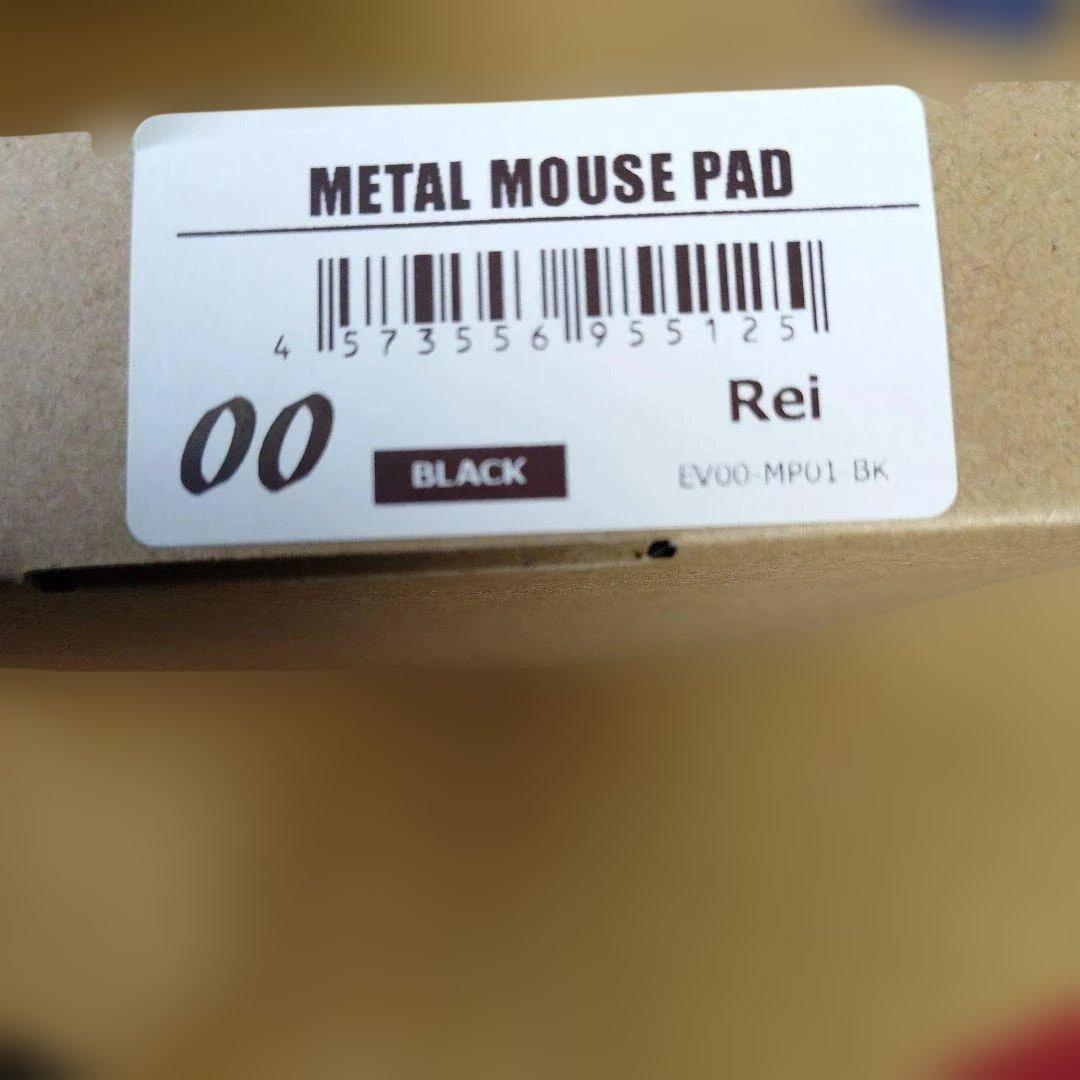 METAL MOUSE PAD
4 573556 955125
Rei
00
BLACK
EV00-MP01-BK